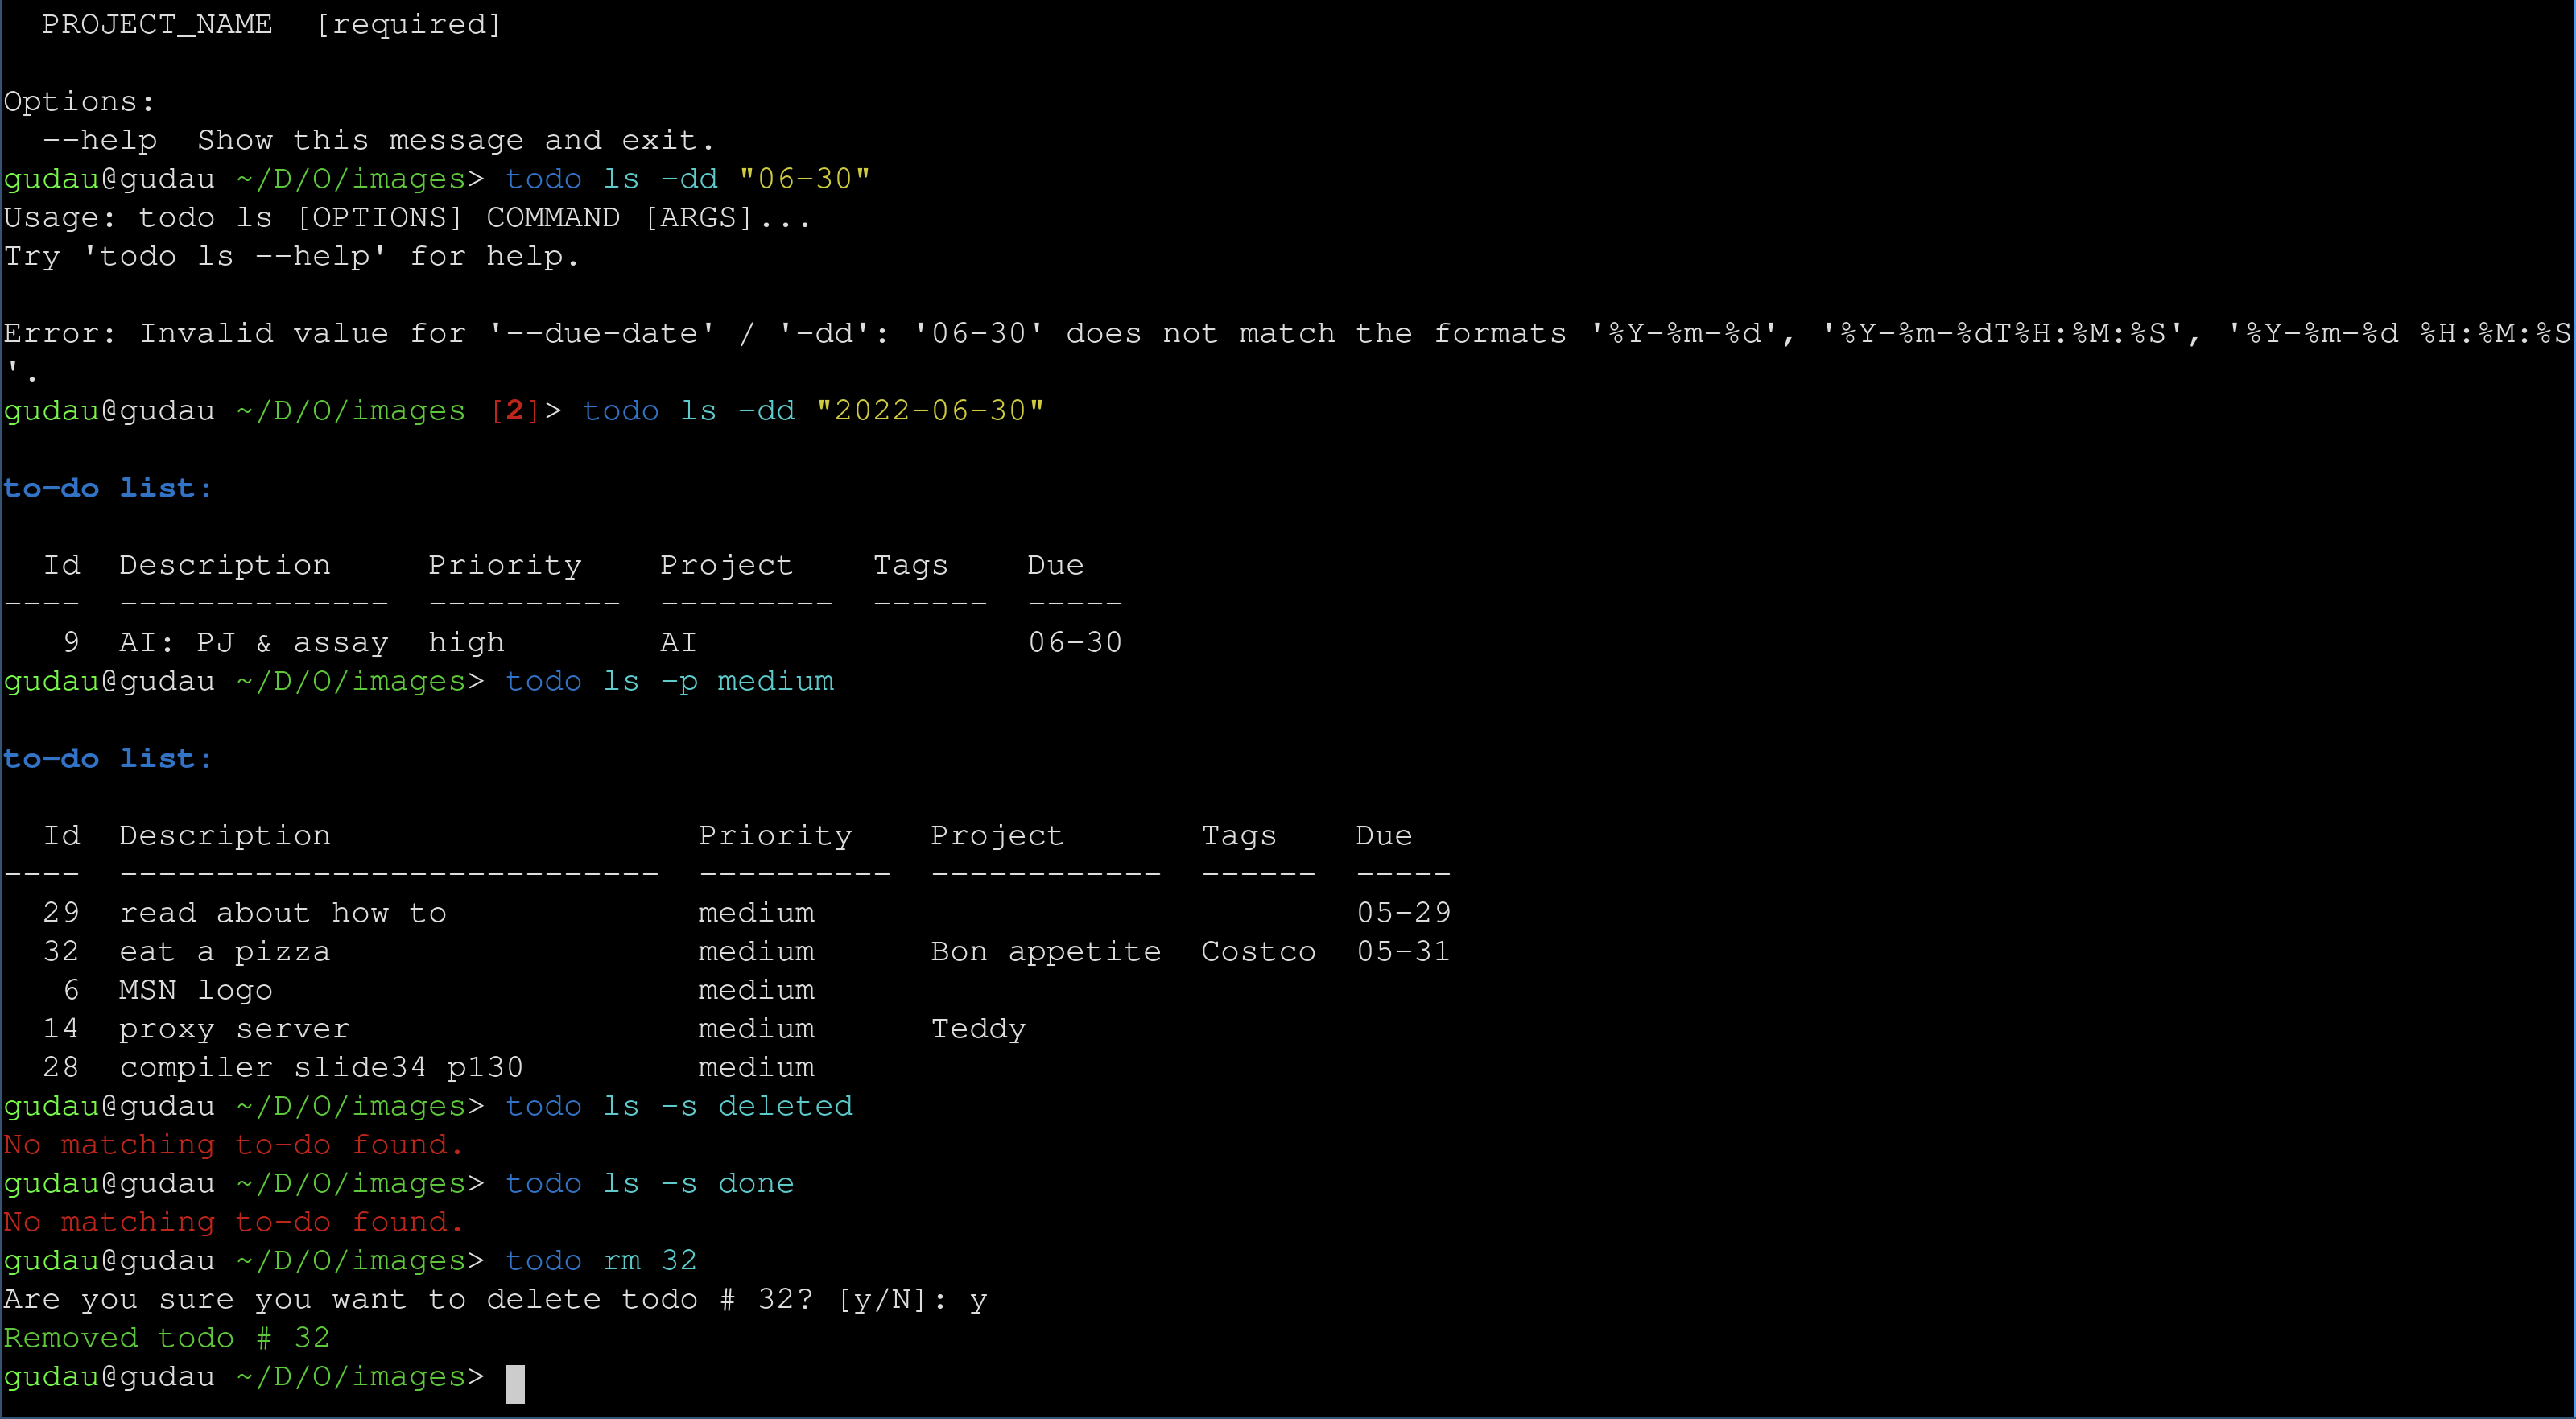 PROJECT_NAME  [required]

Options:
  --help  Show this message and exit.
gudau@gudau ~/D/O/images> todo ls -dd "06-30"
Usage: todo ls [OPTIONS] COMMAND [ARGS]...
Try 'todo ls --help' for help.

Error: Invalid value for '--due-date' / '-dd': '06-30' does not match the formats '%Y-%m-%d', '%Y-%m-%dT%H:%M:%S', '%Y-%m-%d %H:%M:%S
'.
gudau@gudau ~/D/O/images [2]> todo ls -dd "2022-06-30"

to-do list:

  Id  Description     Priority    Project    Tags    Due
----  --------------  ----------  ---------  ------  -----
   9  AI: PJ & assay  high        AI                 06-30
gudau@gudau ~/D/O/images> todo ls -p medium

to-do list:

  Id  Description                   Priority    Project       Tags    Due
----  ----------------------------  ----------  ------------  ------  -----
  29  read about how to             medium                            05-29
  32  eat a pizza                   medium      Bon appetite  Costco  05-31
   6  MSN logo                      medium
  14  proxy server                  medium      Teddy
  28  compiler slide34 p130         medium
gudau@gudau ~/D/O/images> todo ls -s deleted
No matching to-do found.
gudau@gudau ~/D/O/images> todo ls -s done
No matching to-do found.
gudau@gudau ~/D/O/images> todo rm 32
Are you sure you want to delete todo # 32? [y/N]: y
Removed todo # 32
gudau@gudau ~/D/O/images>